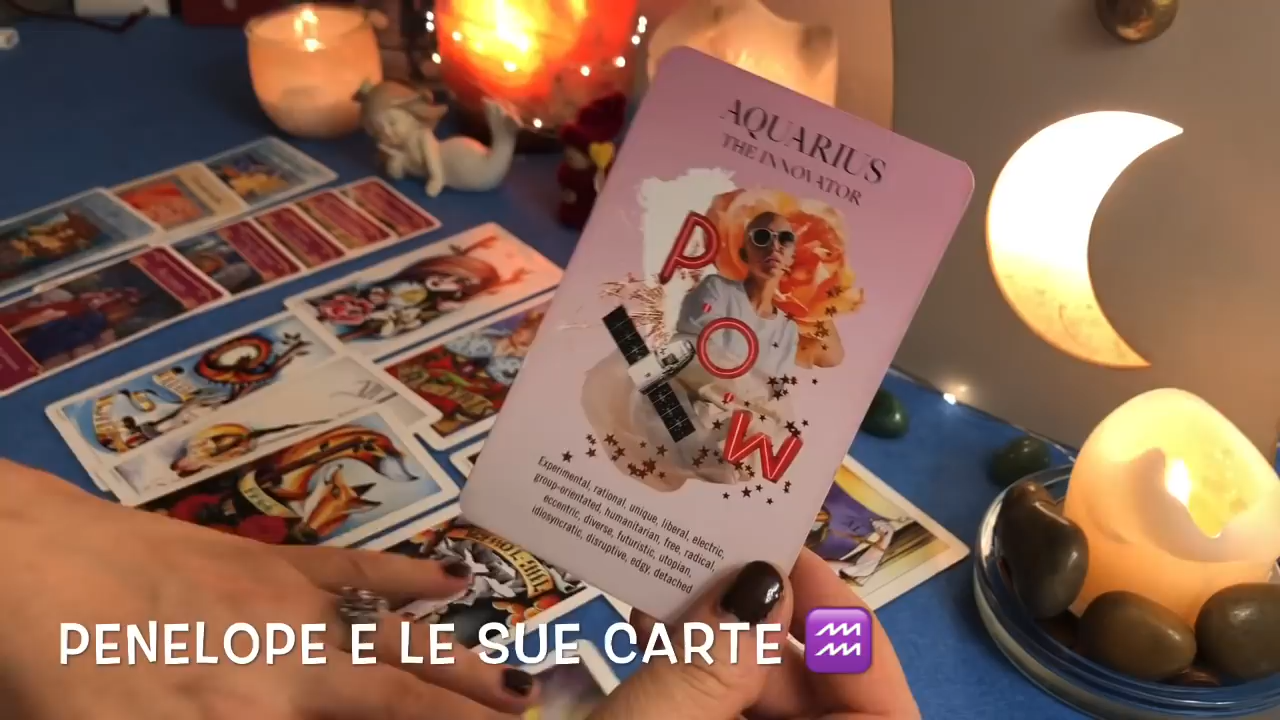 AQUARIUS
THE INNOVATOR
POW
Experimental, rational, unique, liberal, electric,
group-orientated, humanitarian, free, radical,
eccentric, diverse, futuristic, utopian,
idiosyncratic, disruptive, edgy, detached
PENELOPE E LE SUE CARTE ♒